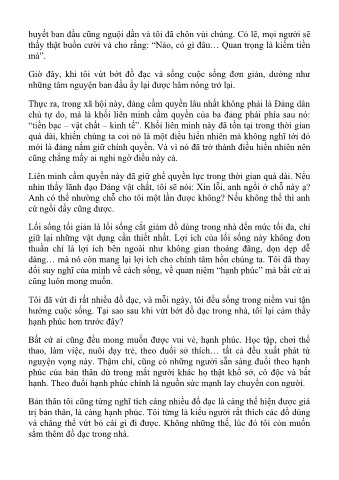 huyết ban đầu cũng nguội dần và tôi đã chôn vùi chúng. Có lẽ, mọi người sẽ
thấy thật buồn cười và cho rằng: “Nào, có gì đâu… Quan trọng là kiếm tiền
mà”.
Giờ đây, khi tôi vứt bớt đồ đạc và sống cuộc sống đơn giản, dường như
những tâm nguyện ban đầu ấy lại được hâm nóng trở lại.
Thực ra, trong xã hội này, đảng cầm quyền lâu nhất không phải là Đảng dân
chủ tự do, mà là khối liên minh cầm quyền của ba đảng phái phía sau nó:
“tiền bạc – vật chất – kinh tế”. Khối liên minh này đã tồn tại trong thời gian
quá dài, khiến chúng ta coi nó là một điều hiển nhiên mà không nghĩ tới đó
mới là đảng nắm giữ chính quyền. Và vì nó đã trở thành điều hiển nhiên nên
cũng chẳng mấy ai nghi ngờ điều này cả.
Liên minh cầm quyền này đã giữ ghế quyền lực trong thời gian quá dài. Nếu
nhìn thấy lãnh đạo Đảng vật chất, tôi sẽ nói: Xin lỗi, anh ngồi ở chỗ này ạ?
Anh có thể nhường chỗ cho tôi một lần được không? Nếu không thì anh
cứ ngồi đấy cũng được.
Lối sống tối giản là lối sống cắt giảm đồ dùng trong nhà đến mức tối đa, chỉ
giữ lại những vật dụng cần thiết nhất. Lợi ích của lối sống này không đơn
thuần chỉ là lợi ích bên ngoài như không gian thoáng đãng, dọn dẹp dễ
dàng… mà nó còn mang lại lợi ích cho chính tâm hồn chúng ta. Tôi đã thay
đổi suy nghĩ của mình về cách sống, về quan niệm “hạnh phúc” mà bất cứ ai
cũng luôn mong muốn.
Tôi đã vứt đi rất nhiều đồ đạc, và mỗi ngày, tôi đều sống trong niềm vui tận
hưởng cuộc sống. Tại sao sau khi vứt bớt đồ đạc trong nhà, tôi lại cảm thấy
hạnh phúc hơn trước đây?
Bất cứ ai cũng đều mong muốn được vui vẻ, hạnh phúc. Học tập, chơi thể
thao, làm việc, nuôi dạy trẻ, theo đuổi sở thích… tất cả đều xuất phát từ
nguyện vọng này. Thậm chí, cũng có những người sẵn sàng đuổi theo hạnh
phúc của bản thân dù trong mắt người khác họ thật khổ sở, cô độc và bất
hạnh. Theo đuổi hạnh phúc chính là nguồn sức mạnh lay chuyển con người.
Bản thân tôi cũng từng nghĩ tích càng nhiều đồ đạc là càng thể hiện được giá
trị bản thân, là càng hạnh phúc. Tôi từng là kiểu người rất thích các đồ dùng
và chẳng thể vứt bỏ cái gì đi được. Không những thế, lúc đó tôi còn muốn
sắm thêm đồ đạc trong nhà.